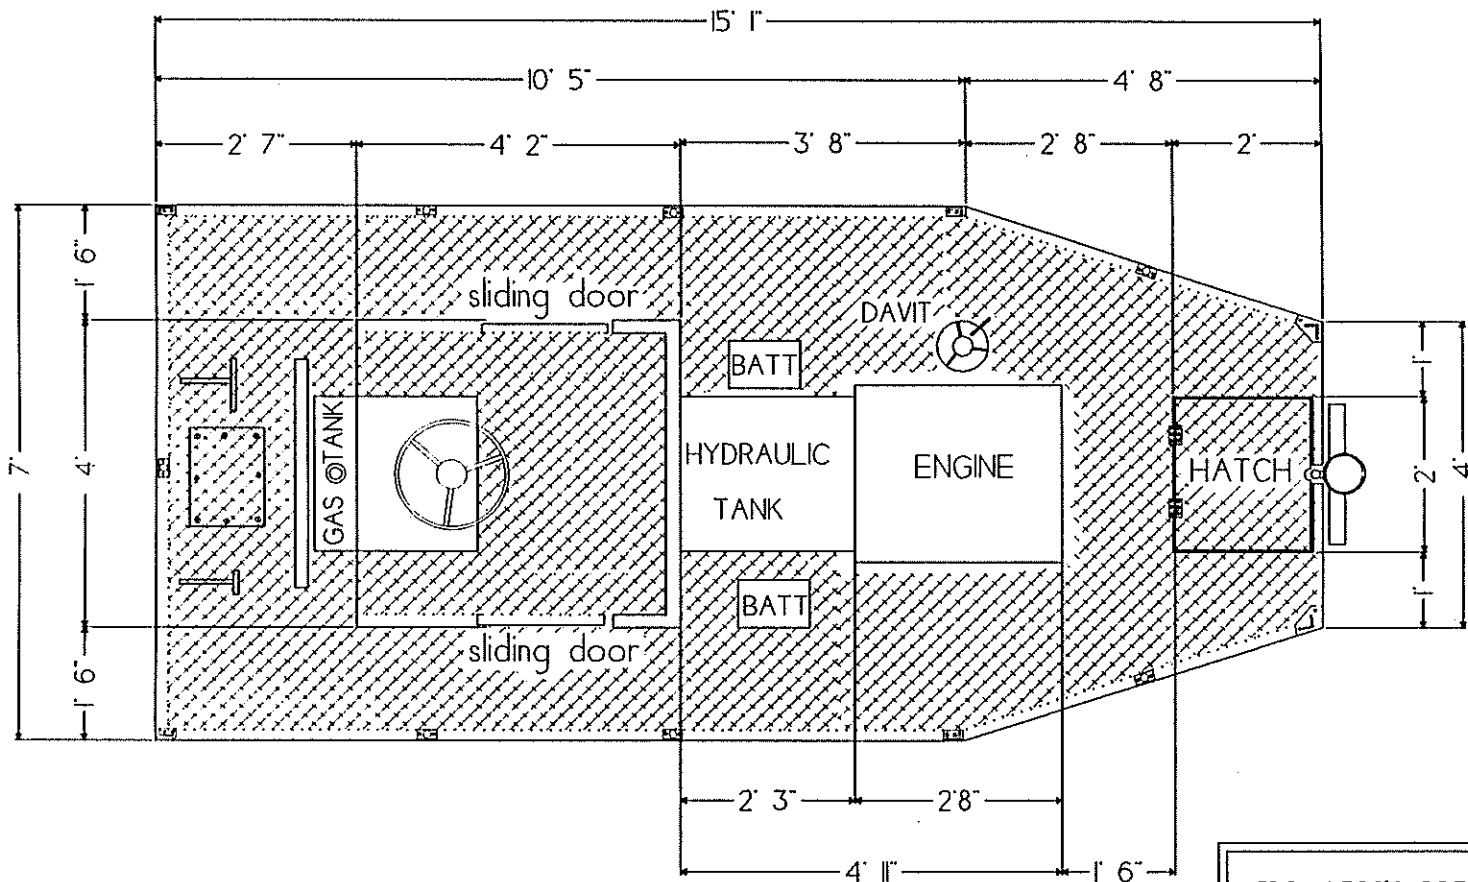 15' 1"
10' 5"
4' 8"
2' 7"
4' 2"
3' 8"
2' 8"
2'
1' 6"
sliding door
DAVIT
BATT
1'
7'
4'
GAS TANK
HYDRAULIC
TANK
ENGINE
HATCH
2'
4'
BATT
1'
sliding door
1' 6"
2' 3"
2'8"
4' 11"
1' 6"